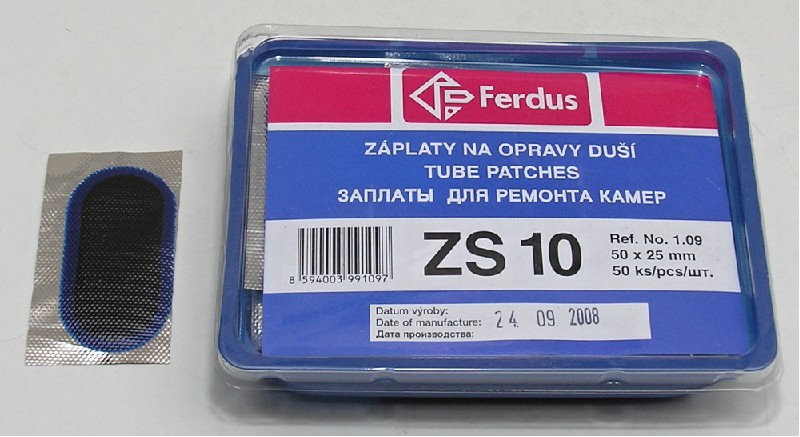 Ferdus
ZÁPLATY NA OPRAVY DUŠÍ
TUBE PATCHES
ЗАПЛАТЫ ДЛЯ РЕМОНТА КАМЕР
8 594003 991097
ZS 10
Ref. No. 1.09
50 x 25 mm
50 ks/pcs/шт.
Datum výroby:
Date of manufacture: 24. 09 2008
Дата производства: